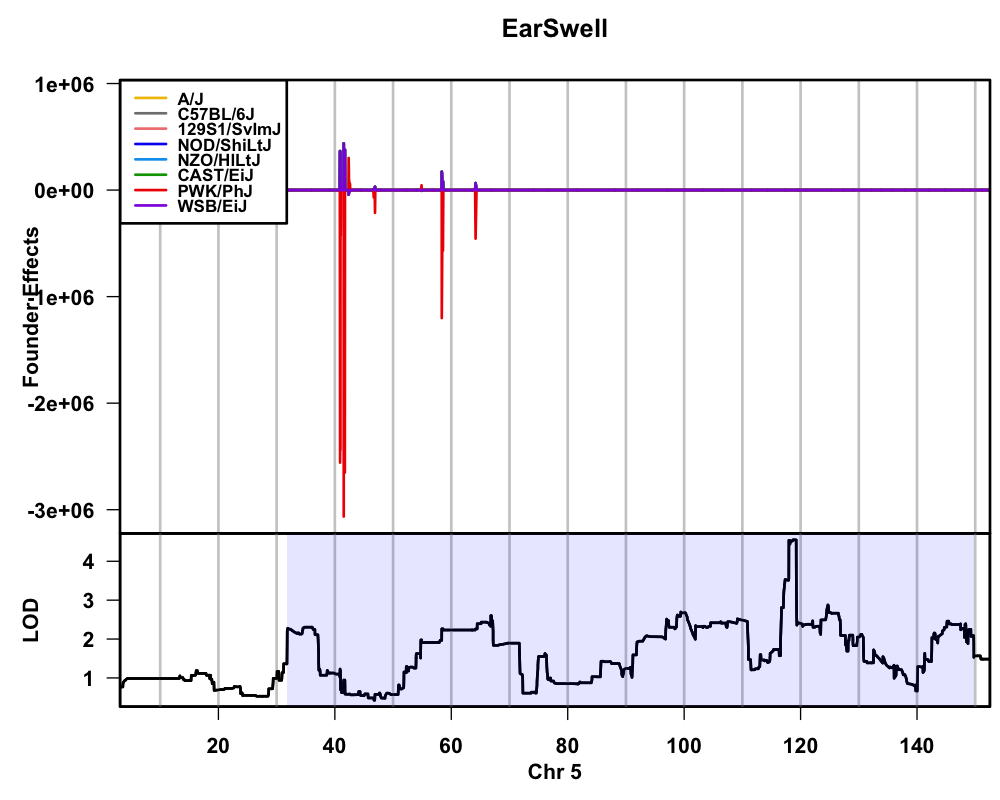 EarSwell
1e+06
0e+00
-1e+06
-2e+06
-3e+06
Founder Effects
A/J
C57BL/6J
129S1/SvImJ
NOD/ShiLtJ
NZO/HlLtJ
CAST/EiJ
PWK/PhJ
WSB/EiJ
4
3
2
1
LOD
20 40 60 80 100 120 140
Chr 5